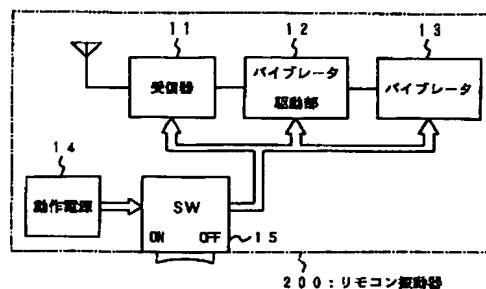 11
12
13
受信器
バイブレータ
駆動部
バイブレータ
14
動作電源
SW
ON OFF
15
200:リモコン振動器